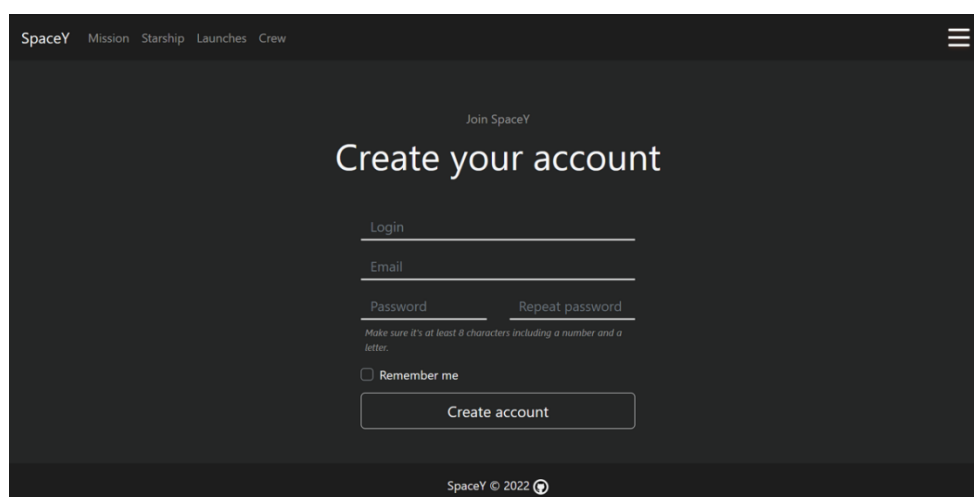 SpaceY Mission Starship Launches Crew
Join SpaceY
Create your account
Login
Email
Password Repeat password
Make sure it's at least 8 characters including a number and a
letter.
Remember me
Create account
SpaceY © 2022